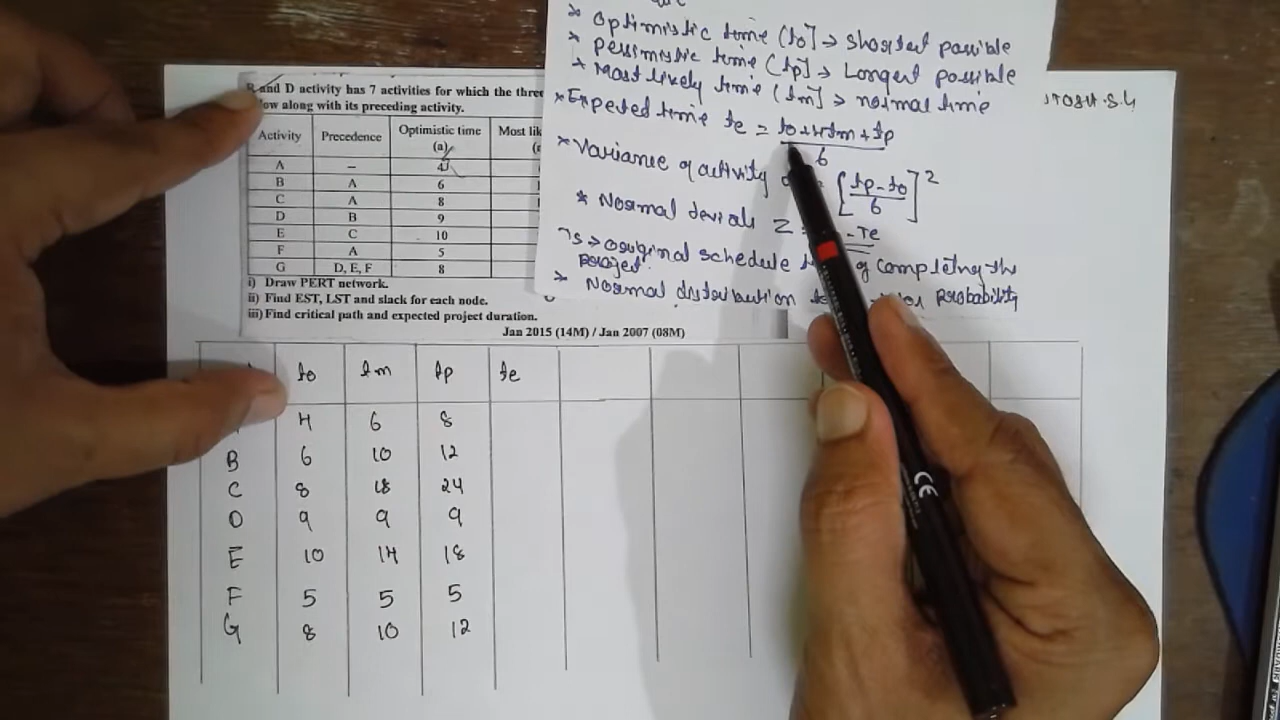 * Optimistic time (to) → Shortest possible
* Pessimistic time (tp) → Longest possible
* Most likely time (tm) → normal time
* Expected time te = to+4tm+tp
6
* Variance of activity = [tp-to / 6]2
* Normal deviate Z = -Te
Ts → original schedule of completing the
project.
* Normal distribution for probability
and D activity has 7 activities for which the three
low along with its preceding activity.
Activity Precedence Optimistic time (a) Most lik
A – 4
B A 6
C A 8
D B 9
E C 10
F A 5
G D, E, F 8
i) Draw PERT network.
ii) Find EST, LST and slack for each node.
iii) Find critical path and expected project duration.
Jan 2015 (14M) / Jan 2007 (08M)
to tm tp te
4 6 8
B 6 10 12
C 8 18 24
D 9 9 9
E 10 14 18
F 5 5 5
G 8 10 12
CE